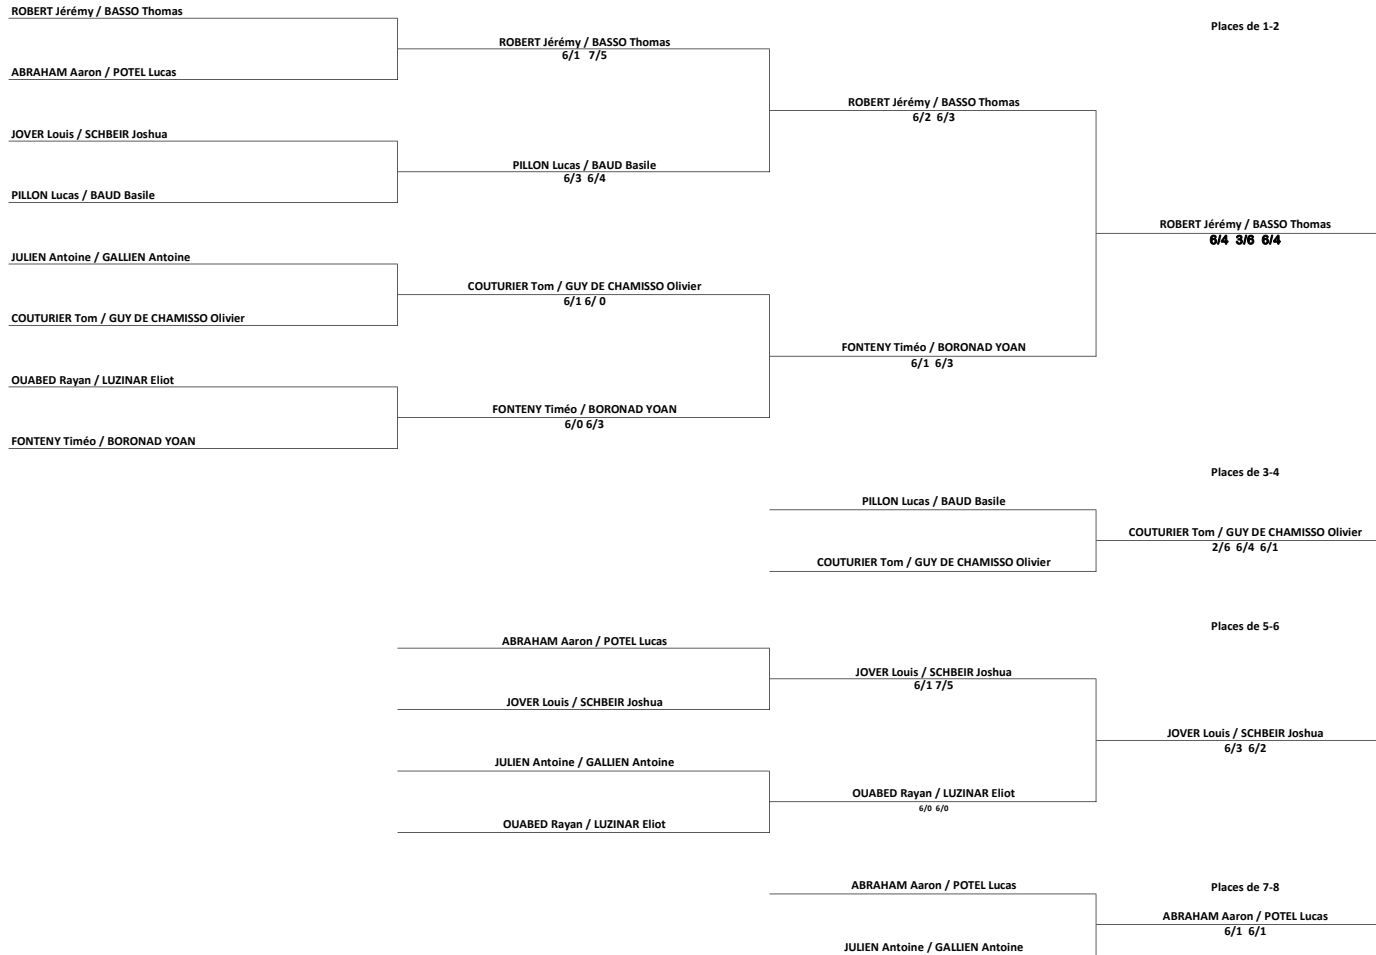 ROBERT Jérémy / BASSO Thomas
Places de 1-2
ROBERT Jérémy / BASSO Thomas
6/1 7/5
ABRAHAM Aaron / POTEL Lucas
ROBERT Jérémy / BASSO Thomas
6/2 6/3
JOVER Louis / SCHBEIR Joshua
PILLON Lucas / BAUD Basile
6/3 6/4
PILLON Lucas / BAUD Basile
ROBERT Jérémy / BASSO Thomas
6/4 3/6 6/4
JULIEN Antoine / GALLIEN Antoine
COUTURIER Tom / GUY DE CHAMISSO Olivier
6/1 6/ 0
COUTURIER Tom / GUY DE CHAMISSO Olivier
FONTENY Timéo / BORONAD YOAN
6/1 6/3
OUABED Rayan / LUZINAR Eliot
FONTENY Timéo / BORONAD YOAN
6/0 6/3
FONTENY Timéo / BORONAD YOAN
Places de 3-4
PILLON Lucas / BAUD Basile
COUTURIER Tom / GUY DE CHAMISSO Olivier
2/6 6/4 6/1
COUTURIER Tom / GUY DE CHAMISSO Olivier
Places de 5-6
ABRAHAM Aaron / POTEL Lucas
JOVER Louis / SCHBEIR Joshua
6/1 7/5
JOVER Louis / SCHBEIR Joshua
JOVER Louis / SCHBEIR Joshua
6/3 6/2
JULIEN Antoine / GALLIEN Antoine
OUABED Rayan / LUZINAR Eliot
6/0 6/0
OUABED Rayan / LUZINAR Eliot
ABRAHAM Aaron / POTEL Lucas
Places de 7-8
ABRAHAM Aaron / POTEL Lucas
6/1 6/1
JULIEN Antoine / GALLIEN Antoine